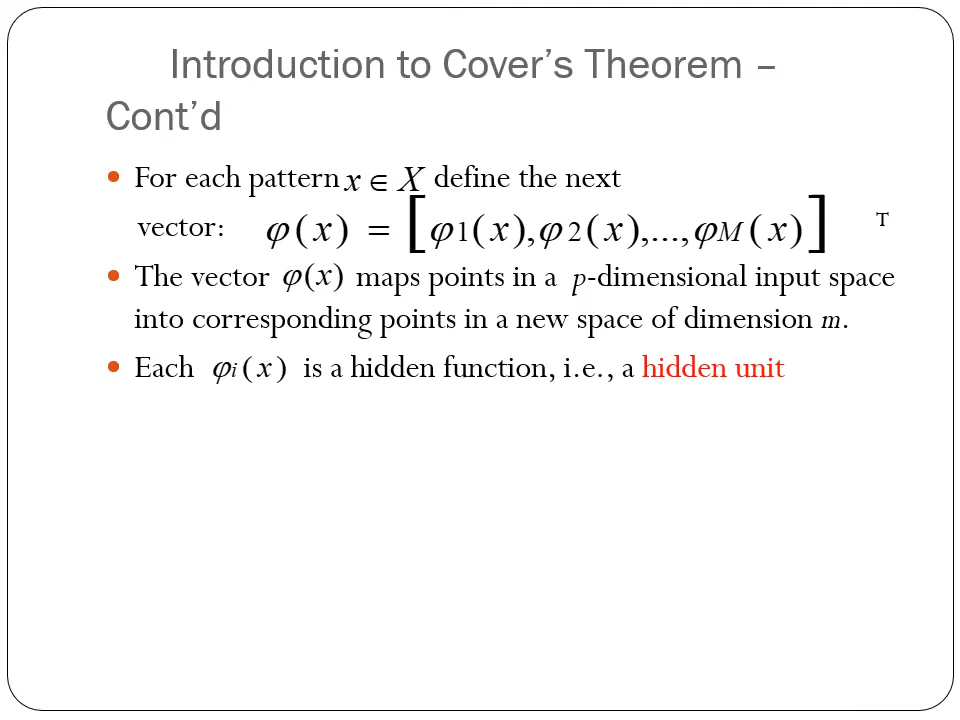 Introduction to Cover’s Theorem –
Cont’d
• For each pattern x ∈ X define the next
vector: φ(x) = [φ1(x),φ2(x),...,φM(x)] T
• The vector φ(x) maps points in a p-dimensional input space
into corresponding points in a new space of dimension m.
• Each φi(x) is a hidden function, i.e., a hidden unit